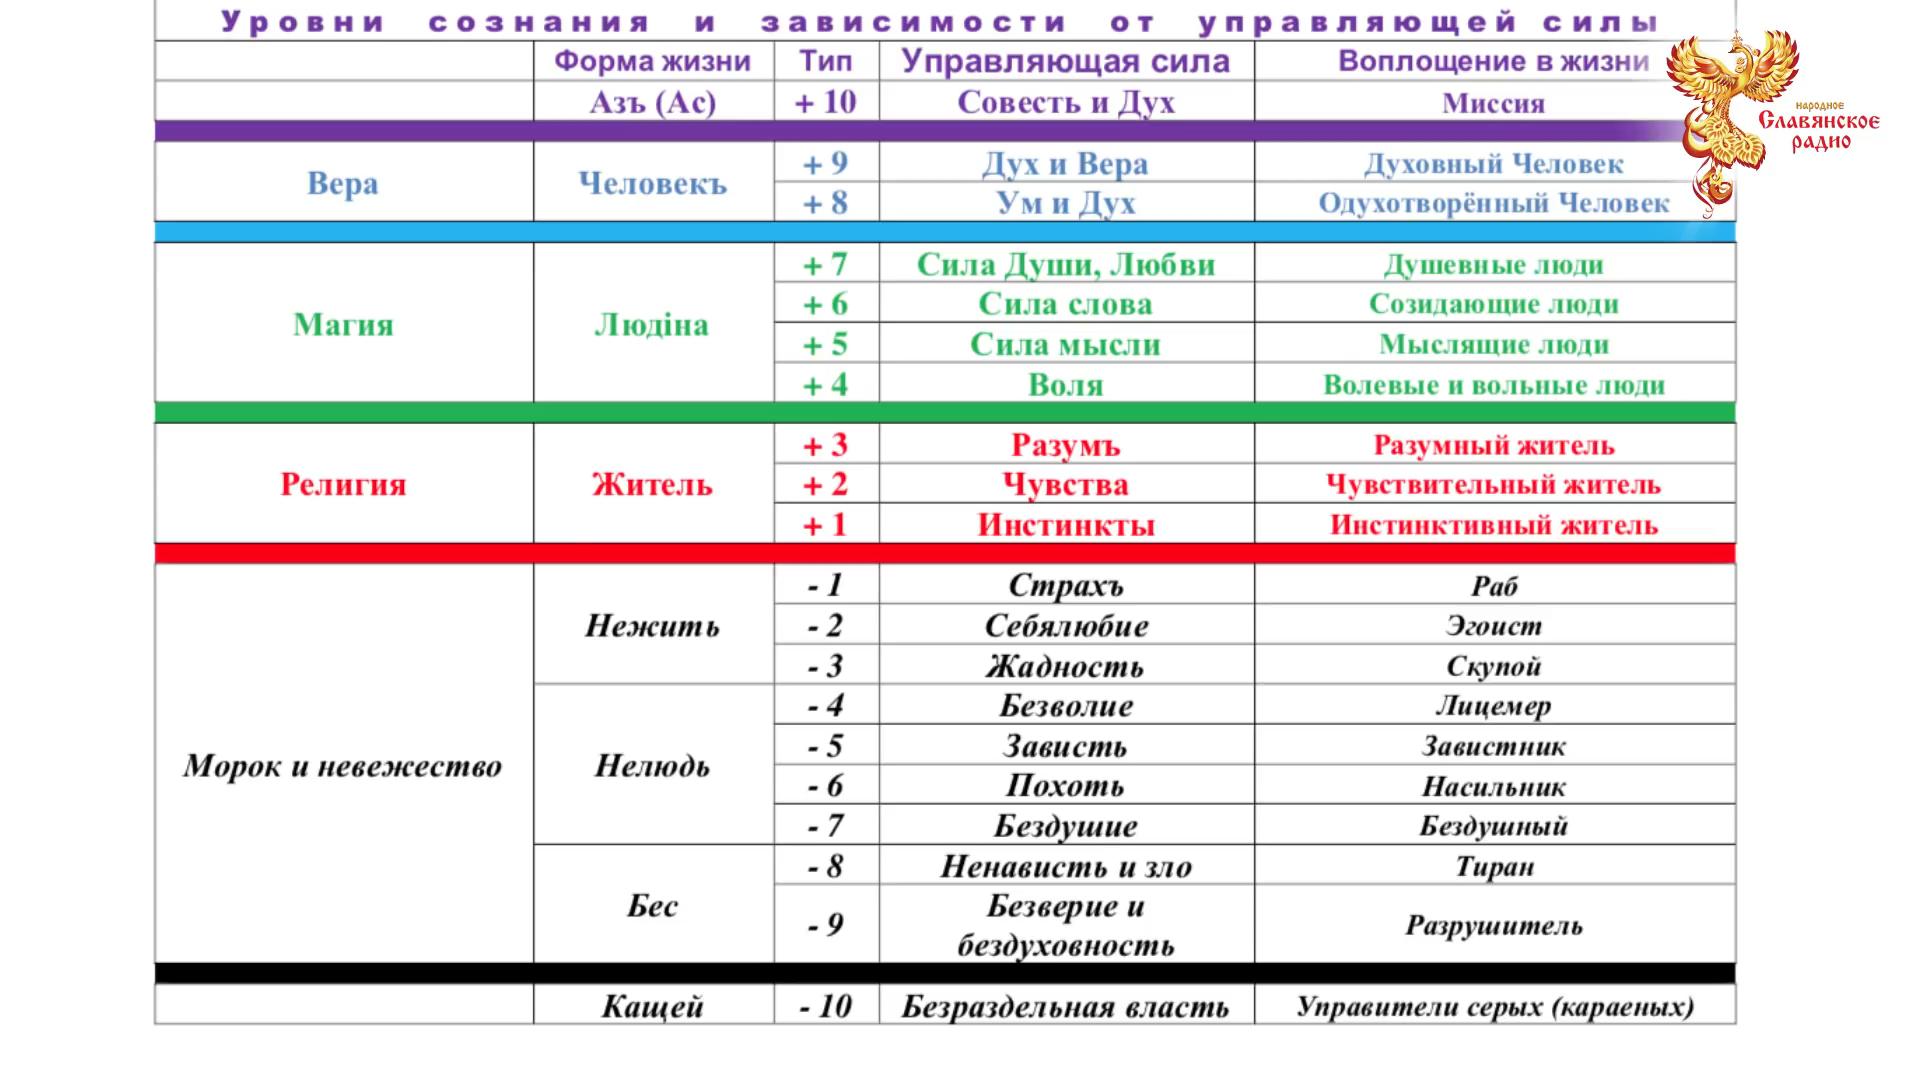 Уровни сознания и зависимости от управляющей силы
Форма жизни Тип Управляющая сила Воплощение в жизни
Азъ (Ас) + 10 Совесть и Дух Миссия
народное
Славянское
радио
Вера Человекъ + 9 Дух и Вера Духовный Человек
+ 8 Ум и Дух Одухотворённый Человек
Магия Людiна + 7 Сила Души, Любви Душевные люди
+ 6 Сила слова Созидающие люди
+ 5 Сила мысли Мыслящие люди
+ 4 Воля Волевые и вольные люди
Религия Житель + 3 Разумъ Разумный житель
+ 2 Чувства Чувствительный житель
+ 1 Инстинкты Инстинктивный житель
Морок и невежество Нежить - 1 Страхъ Раб
- 2 Себялюбие Эгоист
- 3 Жадность Скупой
Нелюдь - 4 Безволие Лицемер
- 5 Зависть Завистник
- 6 Похоть Насильник
- 7 Бездушие Бездушный
Бес - 8 Ненависть и зло Тиран
- 9 Безверие и бездуховность Разрушитель
Кащей - 10 Безраздельная власть Управители серых (караеных)